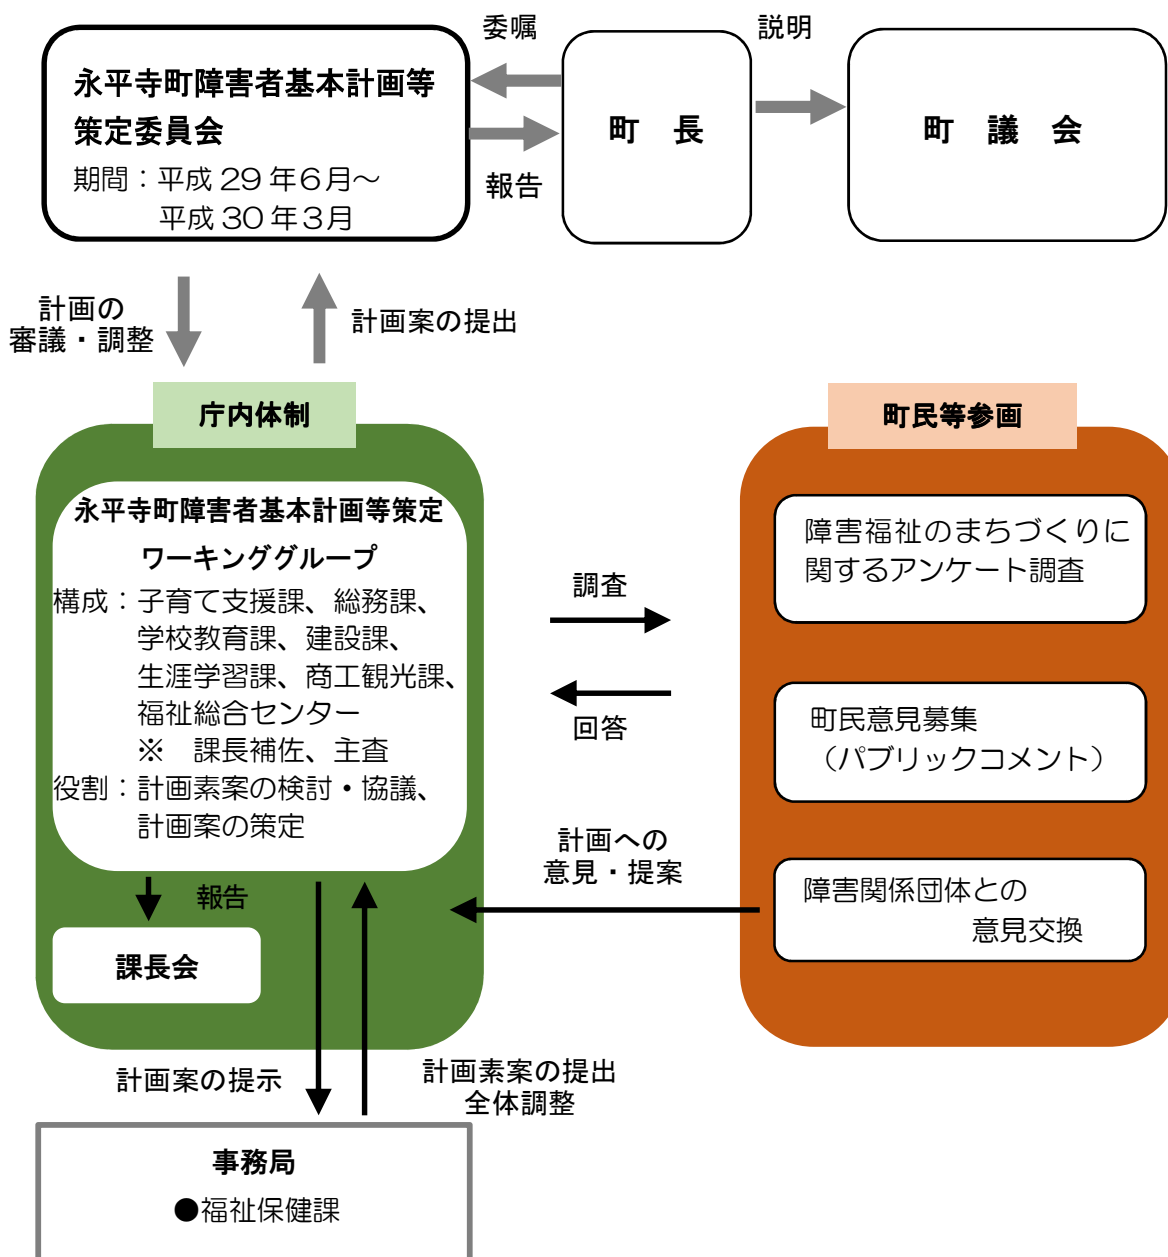 委嘱
説明
永平寺町障害者基本計画等
策定委員会
期間：平成29年6月～
平成30年3月
町　長
町　議　会
報告
計画の
審議・調整
計画案の提出
庁内体制
町民等参画
永平寺町障害者基本計画等策定
ワーキンググループ
構成：子育て支援課、総務課、
学校教育課、建設課、
生涯学習課、商工観光課、
福祉総合センター
※　課長補佐、主査
役割：計画素案の検討・協議、
計画案の策定
調査
回答
障害福祉のまちづくりに
関するアンケート調査
町民意見募集
（パブリックコメント）
計画への
意見・提案
障害関係団体との
意見交換
報告
課長会
計画案の提示
計画素案の提出
全体調整
事務局
●福祉保健課